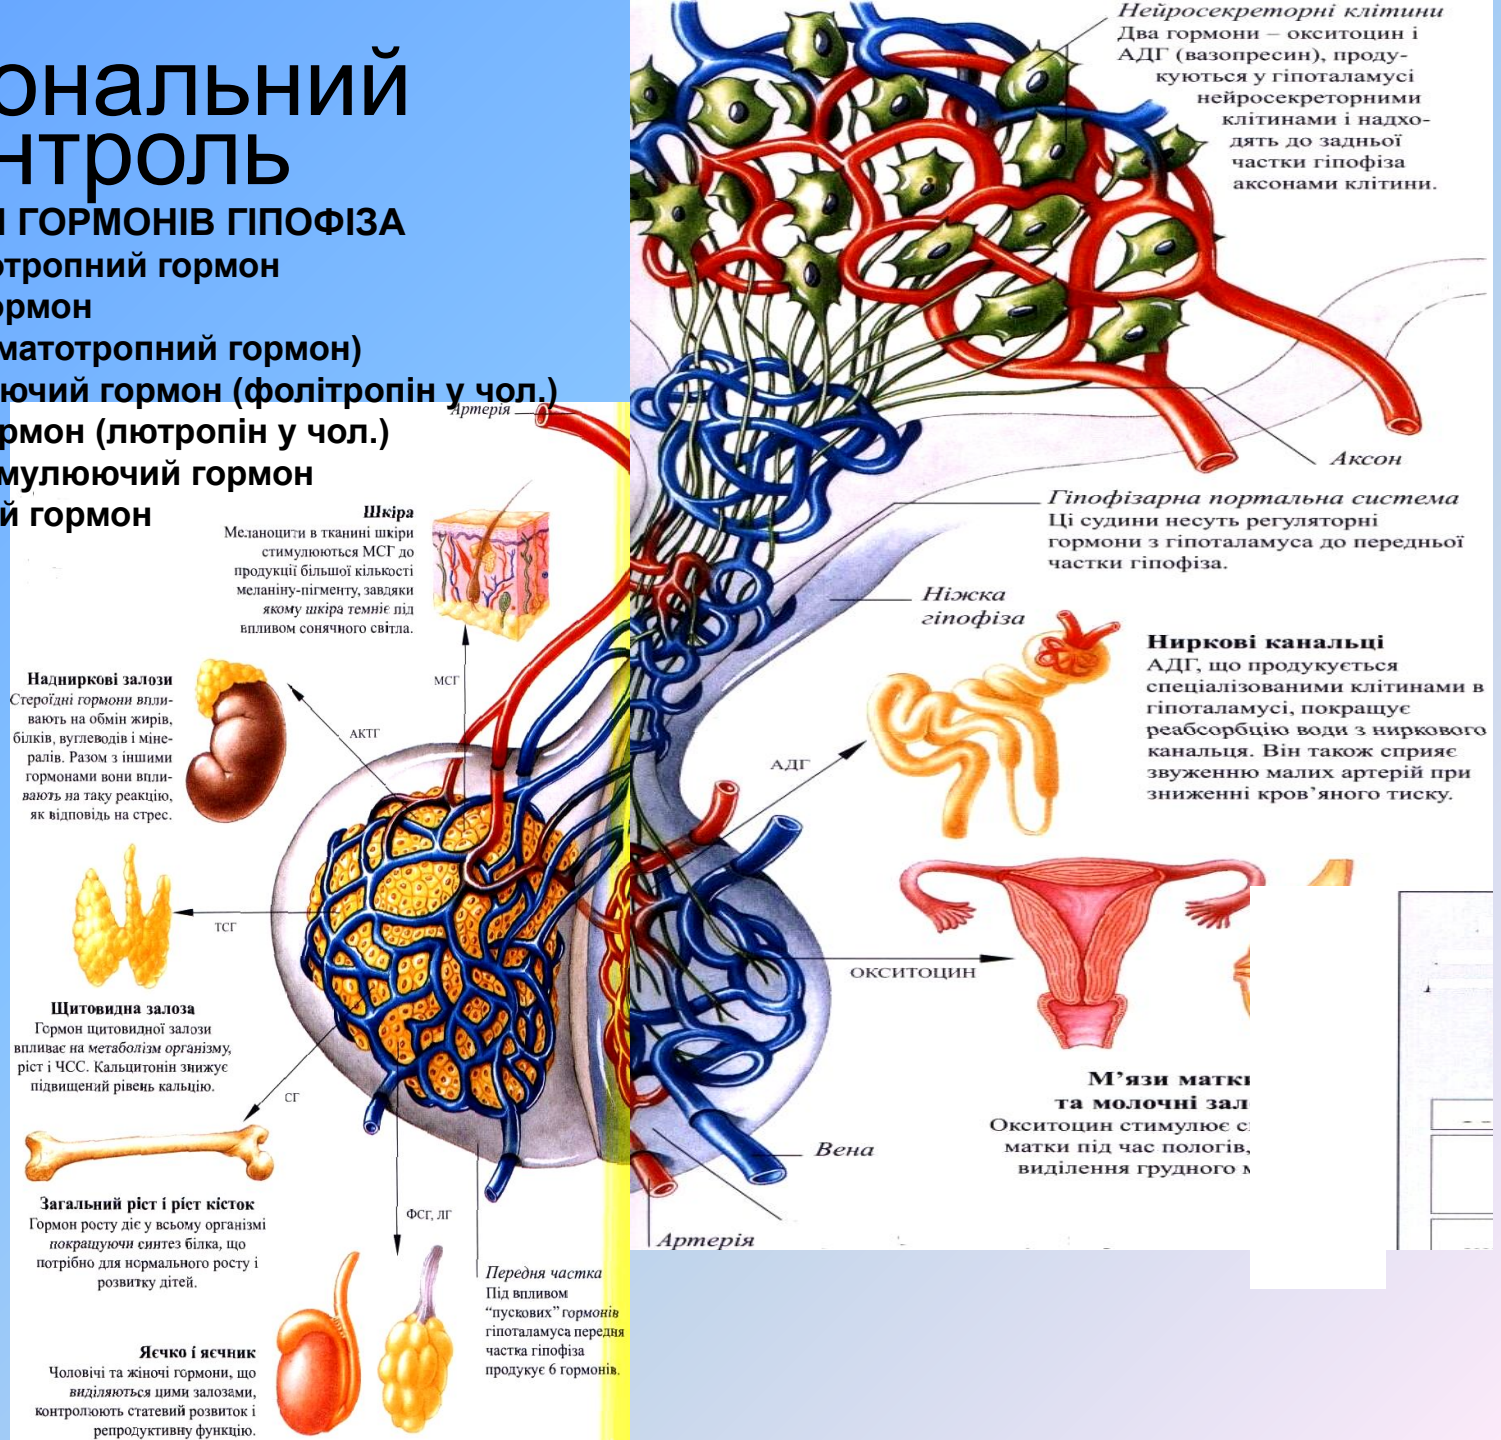 ональний
нтроль
І ГОРМОНІВ ГІПОФІЗА
отропний гормон
ормон
матотропний гормон)
ючий гормон (фолітропін у чол.)
рмон (лютропін у чол.)
мулюючий гормон
й гормон
Артерія
Шкіра
Меланоцити в тканині шкіри
стимулюються МСГ до
продукції більшої кількості
меланіну-пігменту, завдяки
якому шкіра темніє під
впливом сонячного світла.
МСГ
Надниркові залози
Стероїдні гормони впли-
вають на обмін жирів,
білків, вуглеводів і міне-
ралів. Разом з іншими
гормонами вони впли-
вають на таку реакцію,
як відповідь на стрес.
АКТГ
ТСГ
Щитовидна залоза
Гормон щитовидної залози
впливає на метаболізм організму,
ріст і ЧСС. Кальцитонін знижує
підвищений рівень кальцію.
СГ
Загальний ріст і ріст кісток
Гормон росту діє у всьому організмі
покращуючи синтез білка, що
потрібно для нормального росту і
розвитку дітей.
ФСГ, ЛГ
Передня частка
Під впливом
“пускових” гормонів
гіпоталамуса передня
частка гіпофіза
продукує 6 гормонів.
Яєчко і яєчник
Чоловічі та жіночі гормони, що
виділяються цими залозами,
контролюють статевий розвиток і
репродуктивну функцію.
Нейросекреторні клітини
Два гормони – окситоцин і
АДГ (вазопресин), проду-
куються у гіпоталамусі
нейросекреторними
клітинами і надхо-
дять до задньої
частки гіпофіза
аксонами клітини.
Аксон
Гіпофізарна портальна система
Ці судини несуть регуляторні
гормони з гіпоталамуса до передньої
частки гіпофіза.
Ніжка
гіпофіза
Ниркові канальці
АДГ, що продукується
спеціалізованими клітинами в
гіпоталамусі, покращує
реабсорбцію води з ниркового
канальця. Він також сприяє
звуженню малих артерій при
зниженні кров’яного тиску.
АДГ
ОКСИТОЦИН
М’язи матки
та молочні зал
Окситоцин стимулює с
матки під час пологів,
виділення грудного м
Вена
Артерія